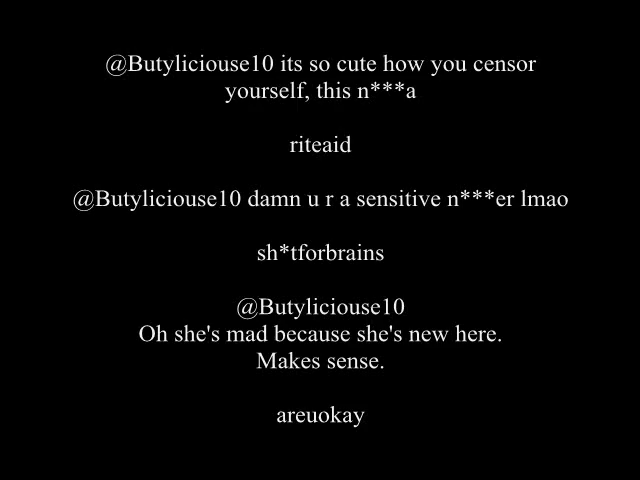 @Butyliciouse10 its so cute how you censor
yourself, this n***a
riteaid
@Butyliciouse10 damn u r a sensitive n***er lmao
sh*tforbrains
@Butyliciouse10
Oh she's mad because she's new here.
Makes sense.
areuokay